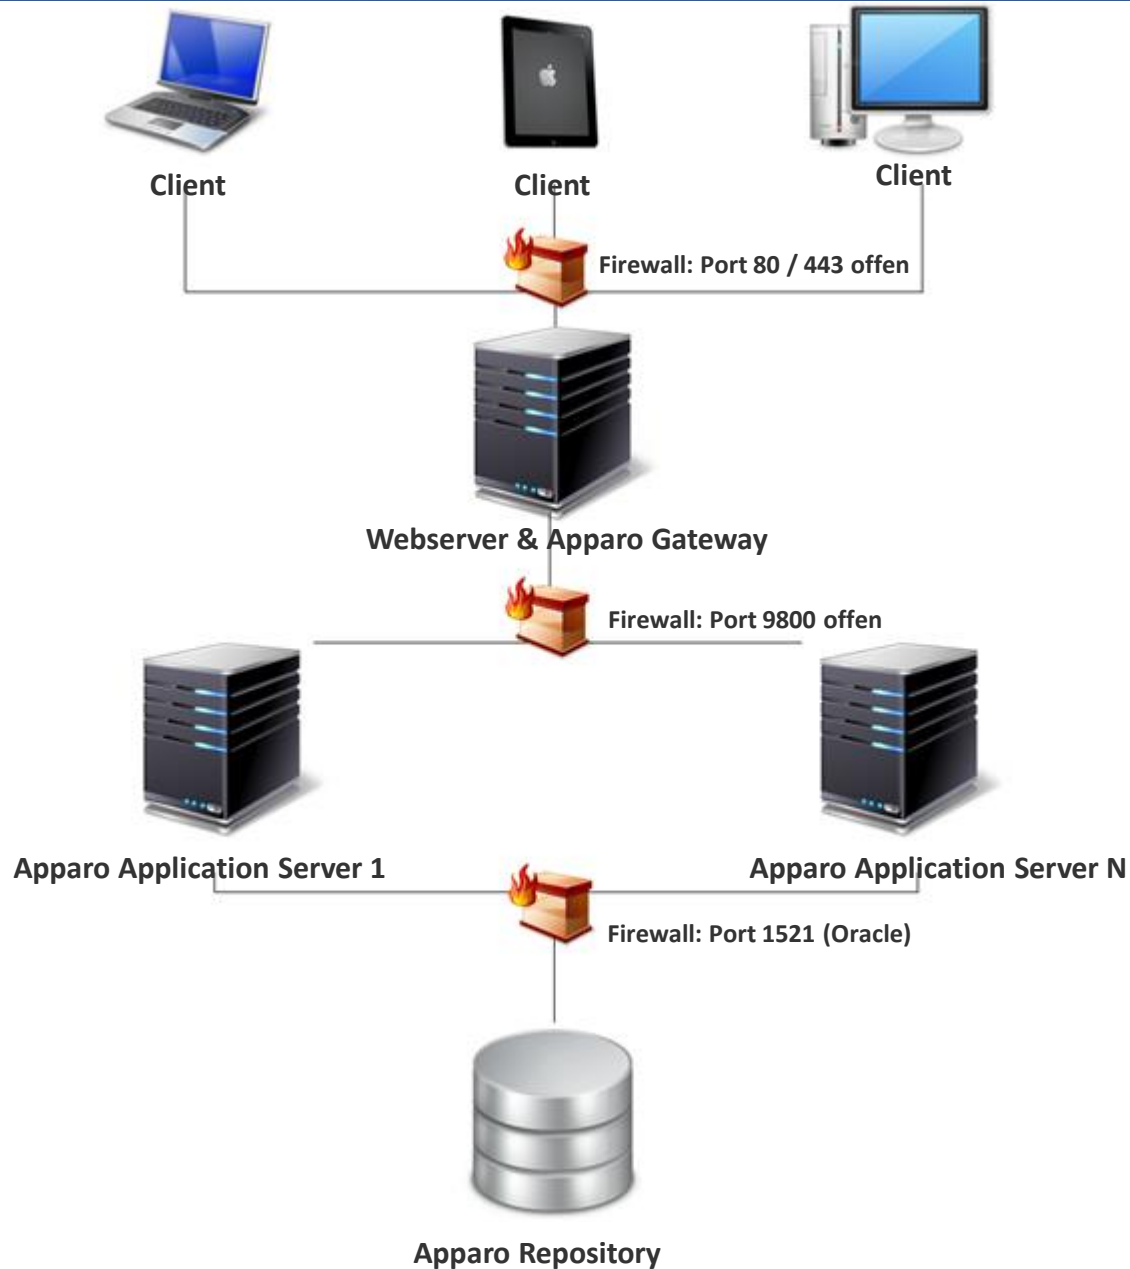 Client
Client
Client
Firewall: Port 80 / 443 offen
Webserver & Apparo Gateway
Firewall: Port 9800 offen
Apparo Application Server 1
Apparo Application Server N
Firewall: Port 1521 (Oracle)
Apparo Repository